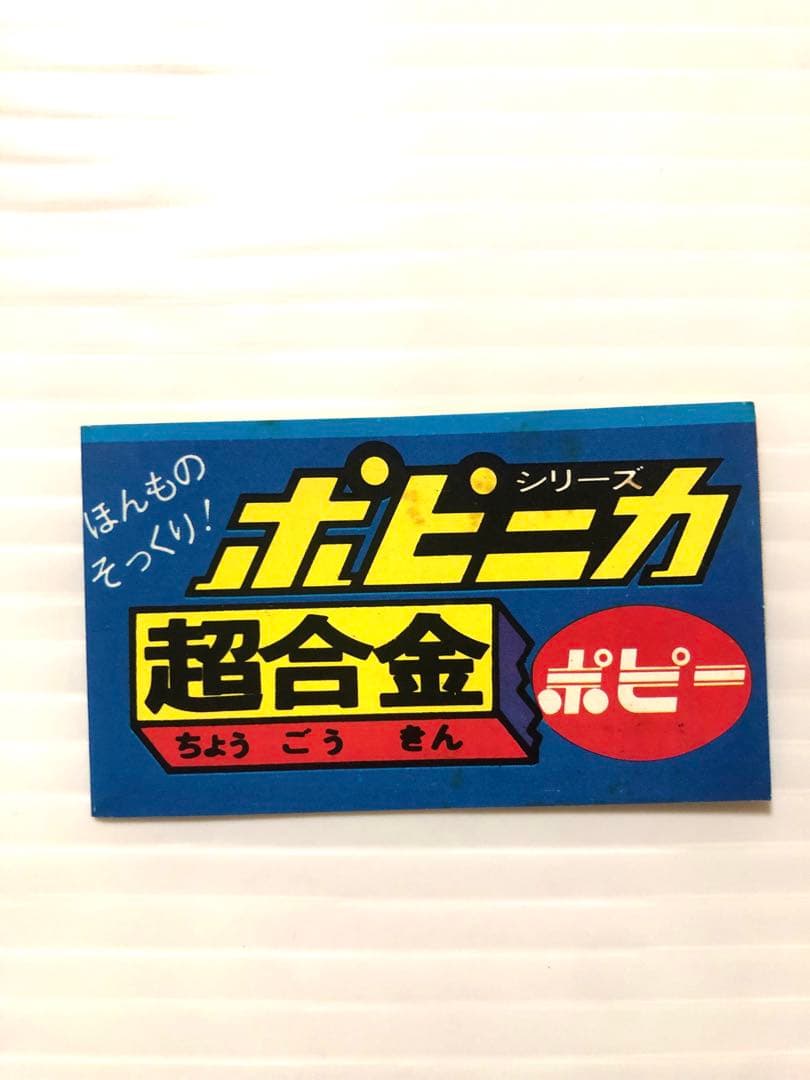 ほんもの
そっくり!
ポピニカ
シリーズ
超合金
ちょう ごう きん
ポピー